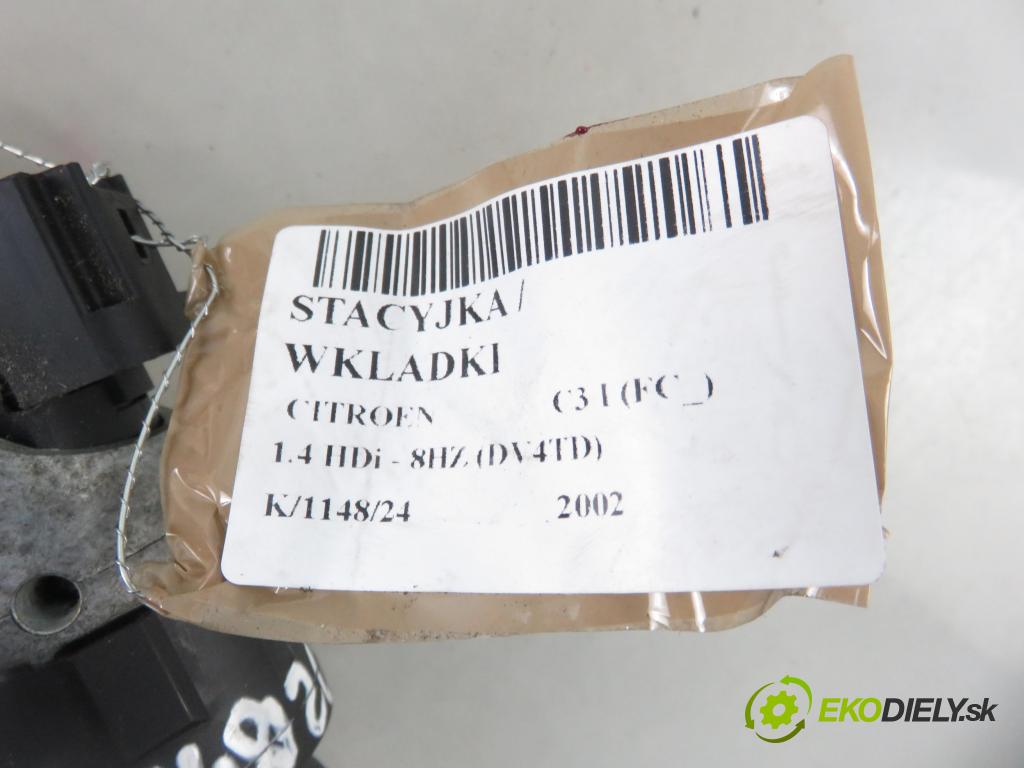 STACYJKA /
WKLADKI
CITROEN C3 I (FC_)
1.4 HDi - 8HZ (DV4TD)
K/1148/24 2002
EKODIELY.sk